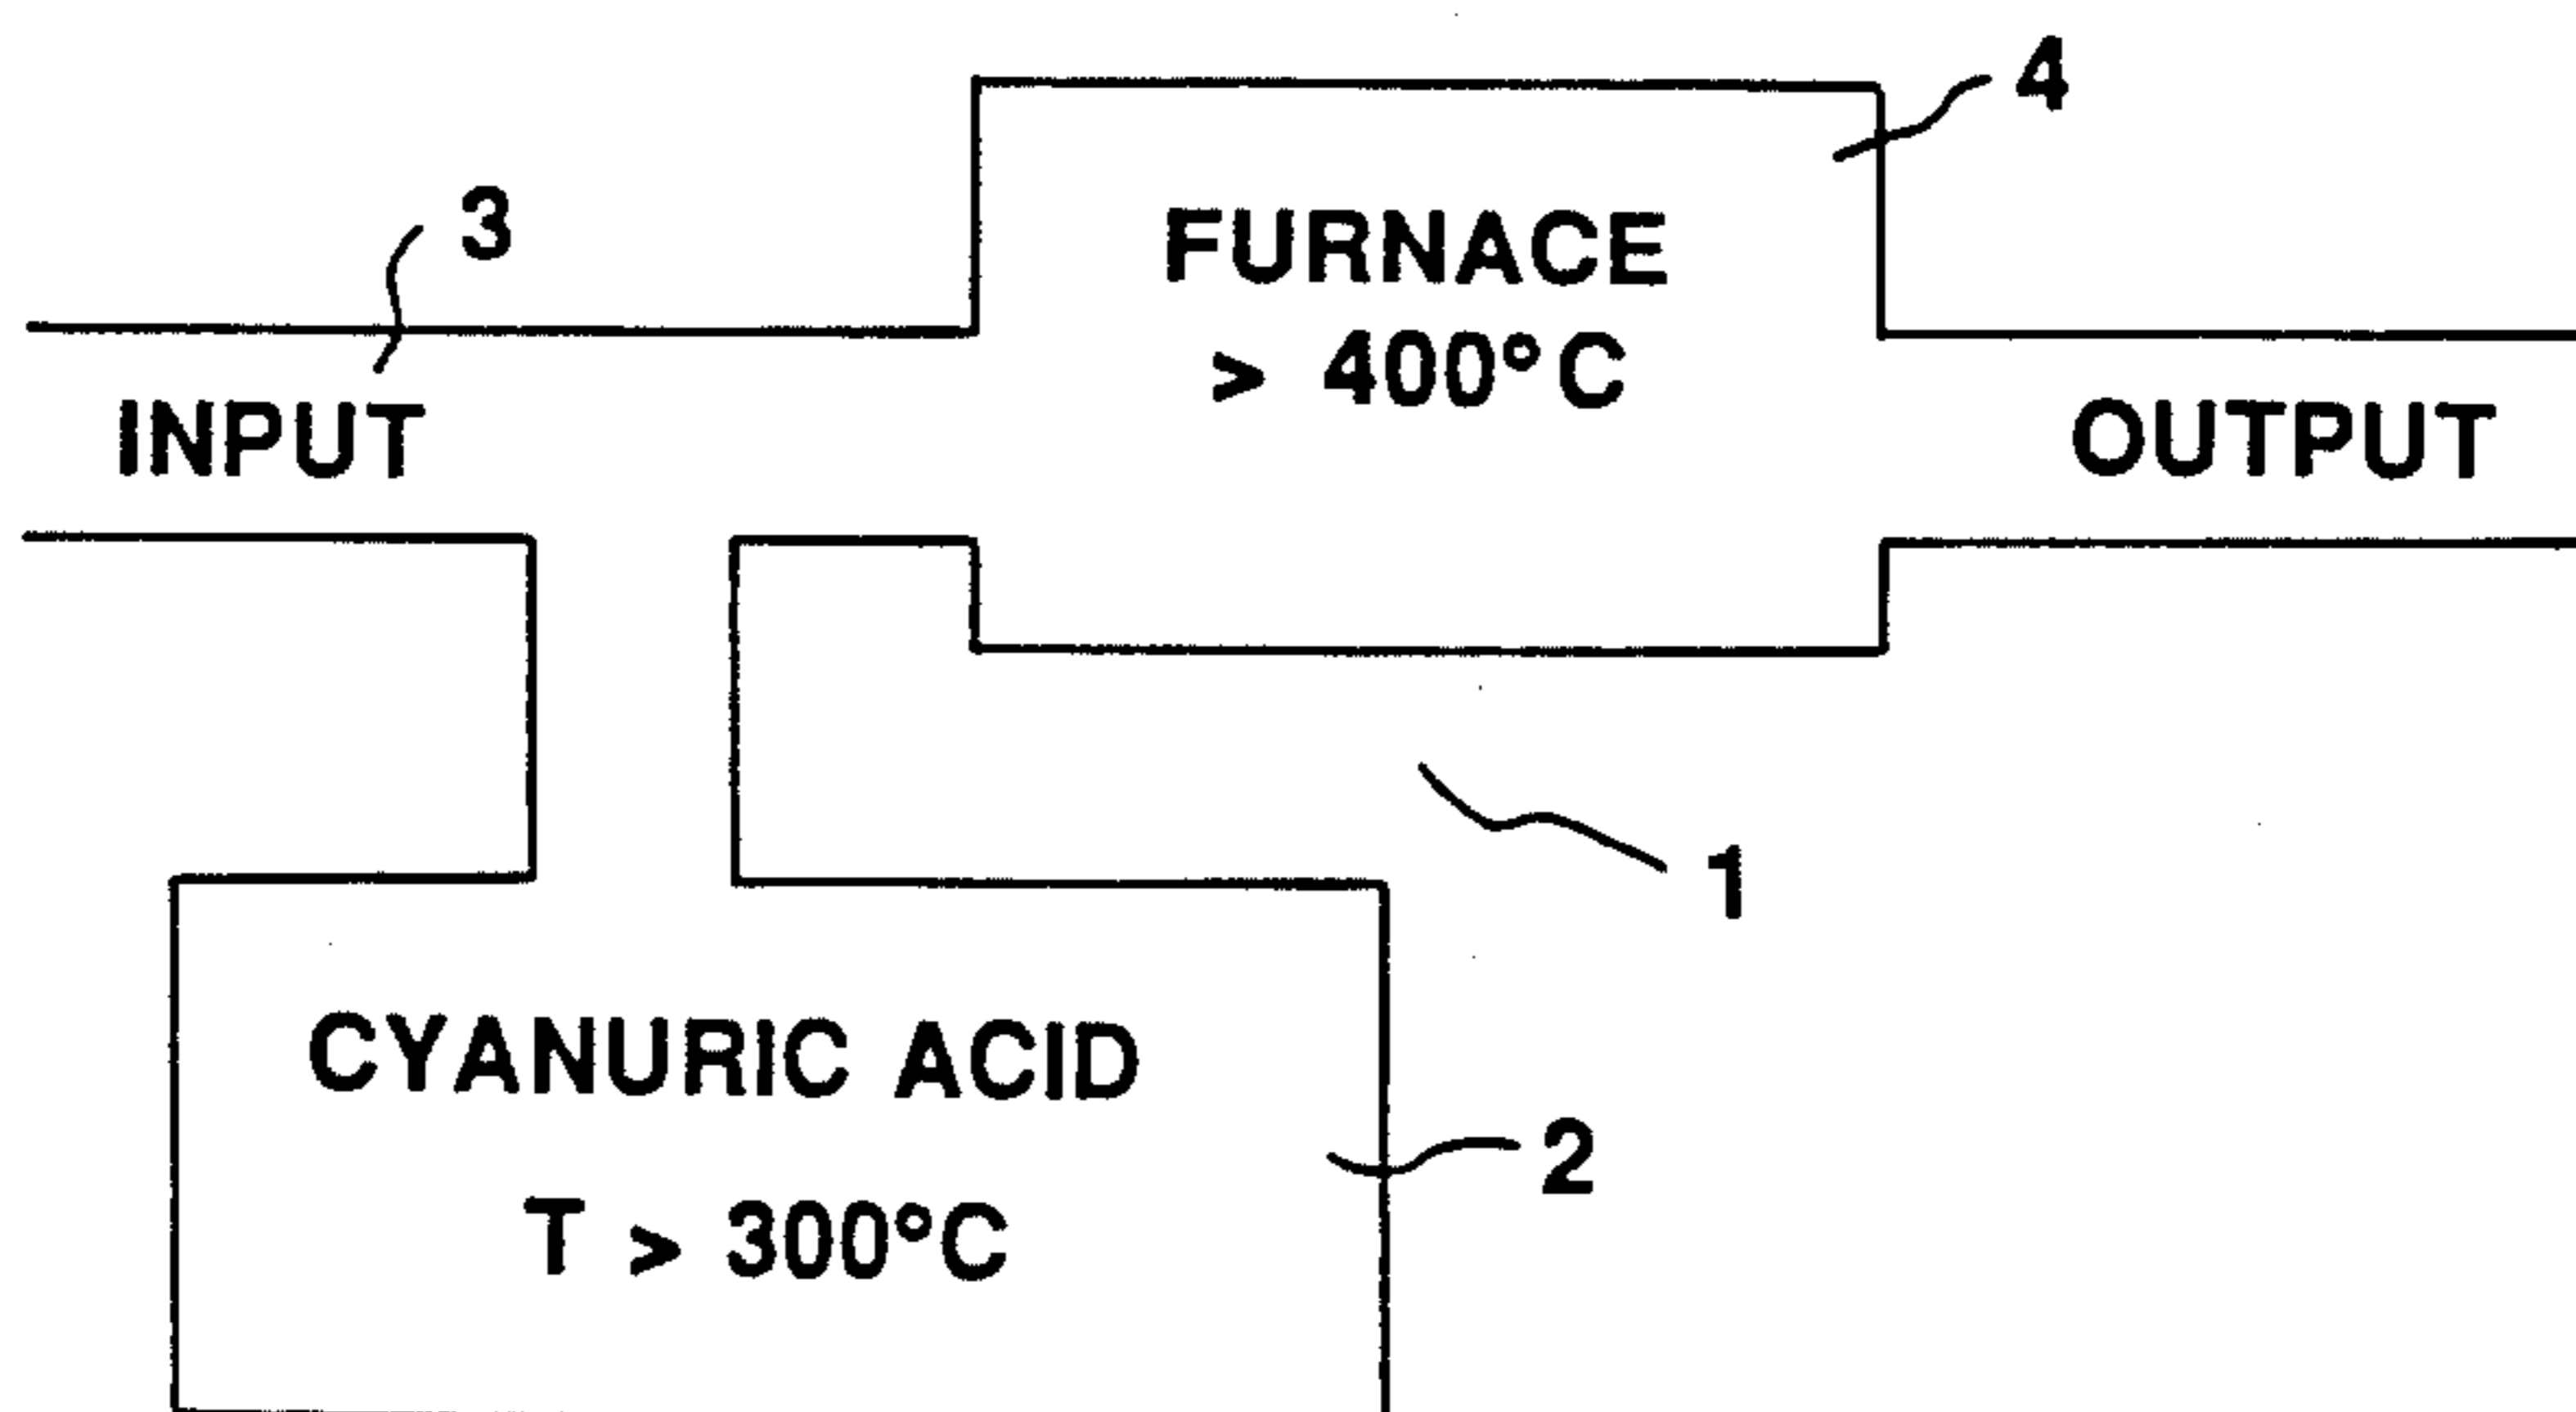 4
3
FURNACE
> 400°C
INPUT
OUTPUT
1
CYANURIC ACID
2
T > 300°C